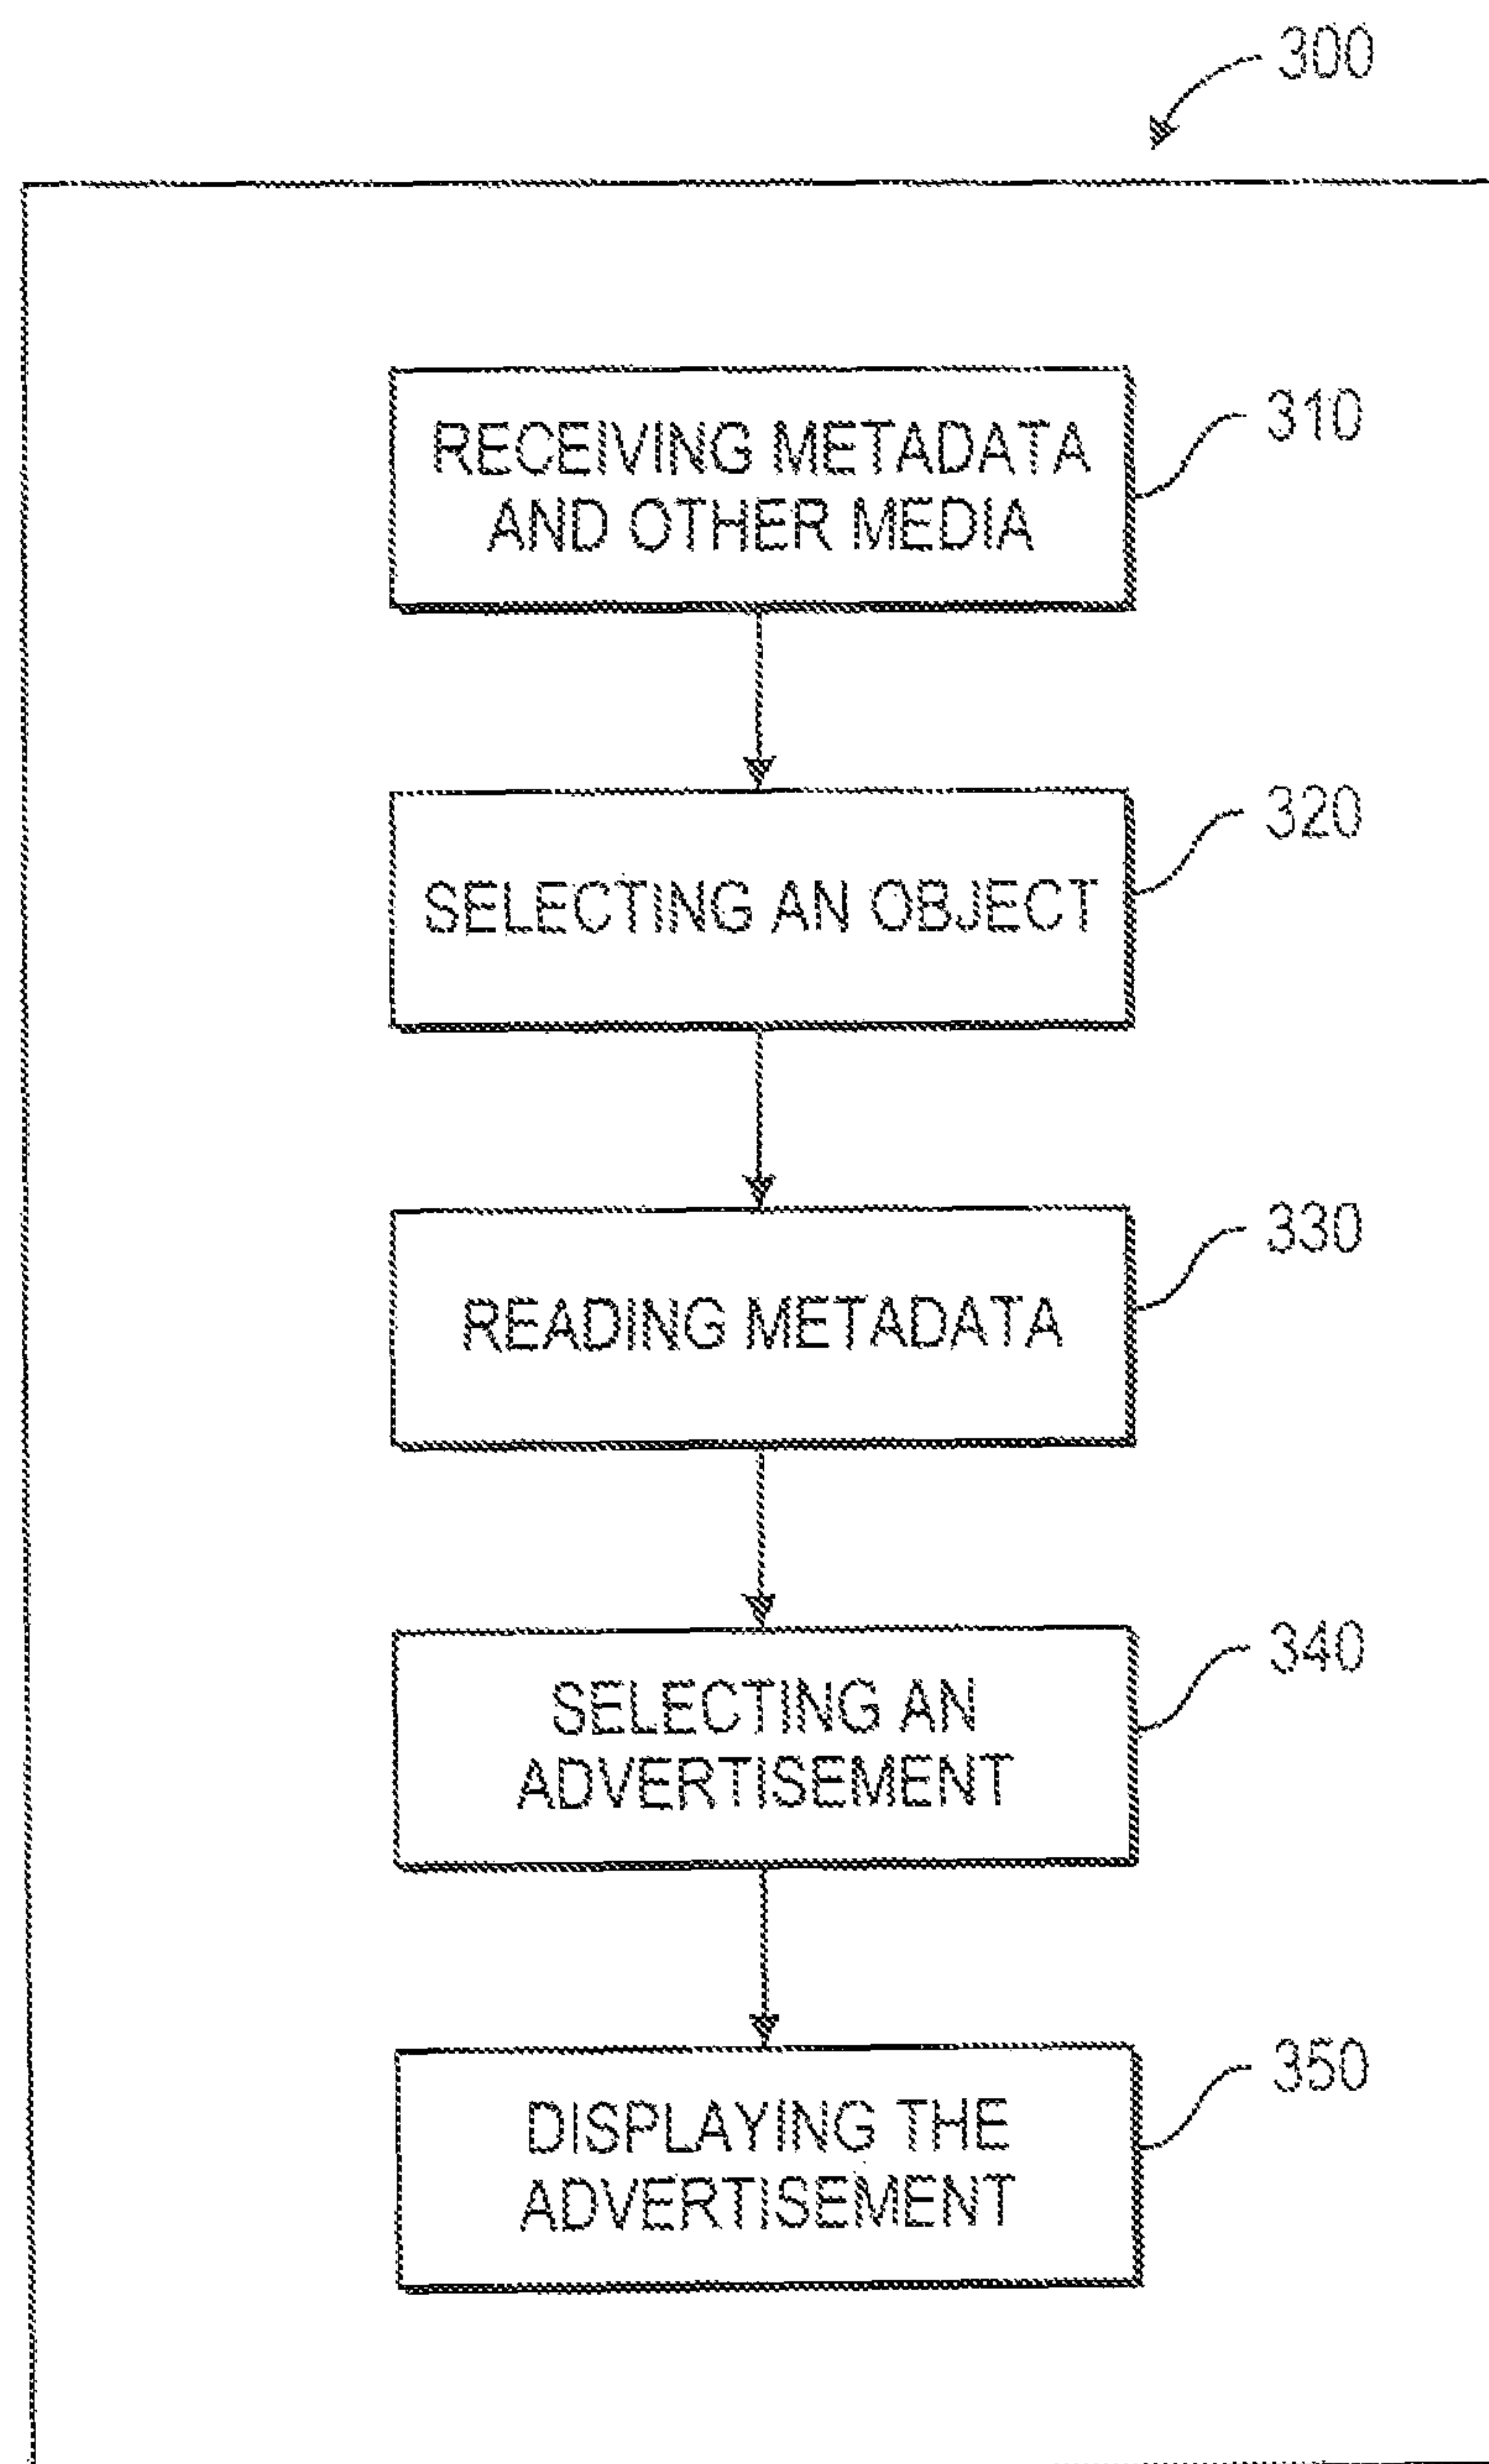 300
RECEIVING METADATA
AND OTHER MEDIA
310
SELECTING AN OBJECT
320
READING METADATA
330
SELECTING AN
ADVERTISEMENT
340
DISPLAYING THE
ADVERTISEMENT
350